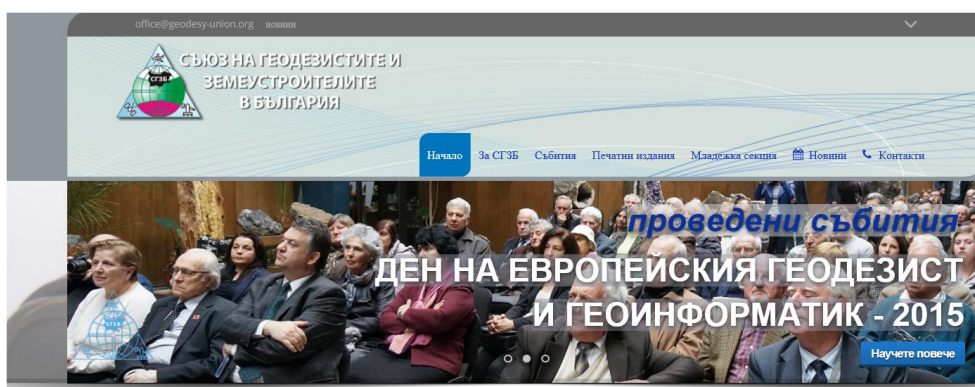 office@geodesy-union.org новини
СЪЮЗ НА ГЕОДЕЗИСТИТЕ И
ЗЕМЕУСТРОИТЕЛИТЕ
В БЪЛГАРИЯ
СГЗБ
Начало За СГЗБ Събития Печатни издания Младежка секция Новини Контакти
проведени събития
ДЕН НА ЕВРОПЕЙСКИЯ ГЕОДЕЗИСТ
И ГЕОИНФОРМАТИК - 2015
СГЗБ
Научете повече